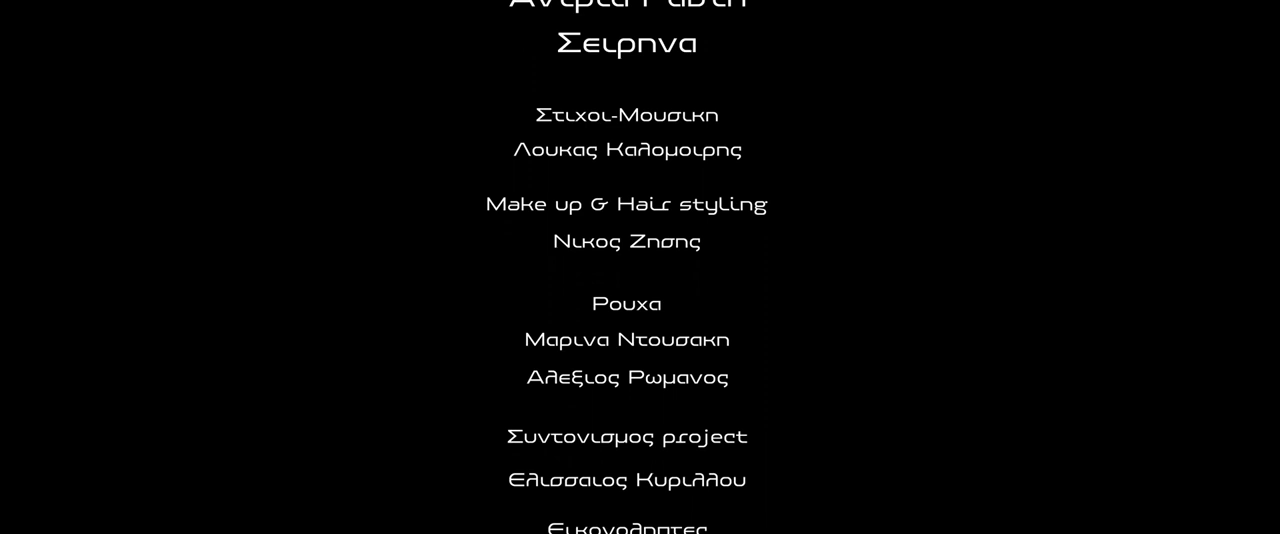 Σειρηνα
Στιχοι-Μουσικη
Λουκας Καλομοιρης
Make up & Hair styling
Νικος Ζησης
Ρουχα
Μαρινα Ντουσακη
Αλεξιος Ρωμανος
Συντονισμος project
Ελισσαιος Κυριλλου
Εικονοληπτες